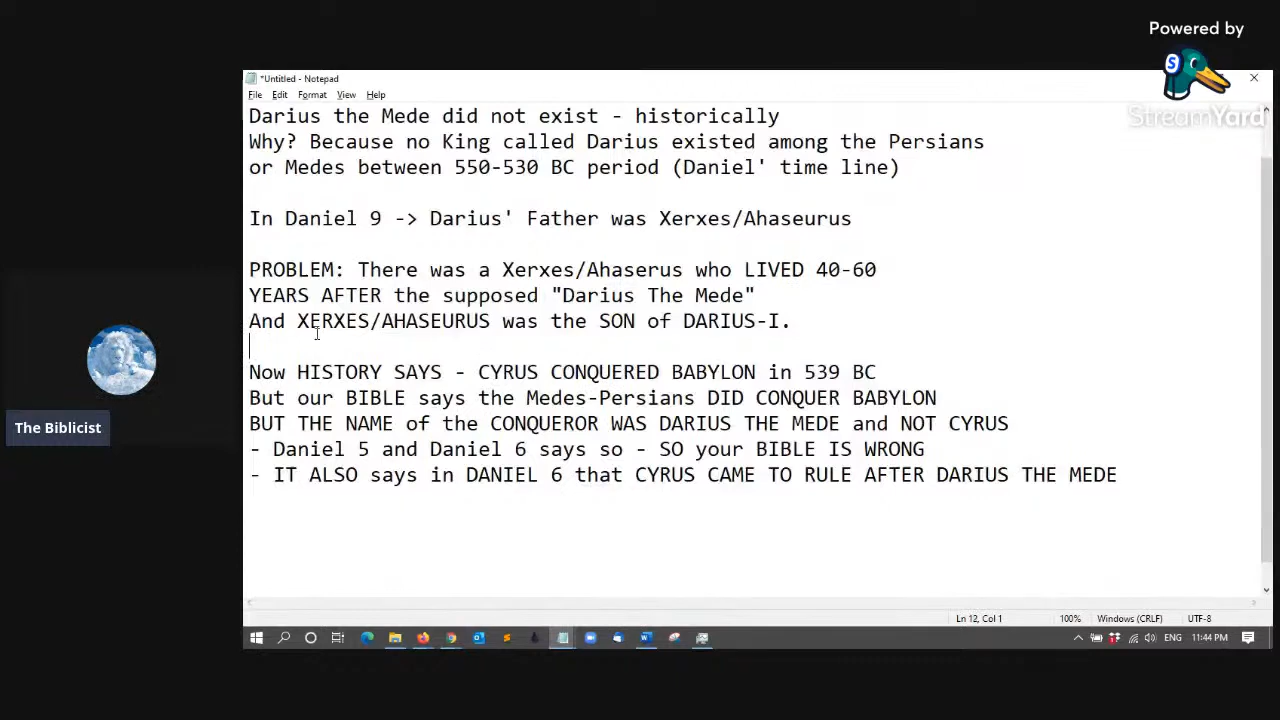 Powered by
S
StreamYard
*Untitled - Notepad
File Edit Format View Help
Darius the Mede did not exist - historically
Why? Because no King called Darius existed among the Persians
or Medes between 550-530 BC period (Daniel' time line)
In Daniel 9 -> Darius' Father was Xerxes/Ahaseurus
PROBLEM: There was a Xerxes/Ahaserus who LIVED 40-60
YEARS AFTER the supposed "Darius The Mede"
And XERXES/AHASEURUS was the SON of DARIUS-I.
Now HISTORY SAYS - CYRUS CONQUERED BABYLON in 539 BC
But our BIBLE says the Medes-Persians DID CONQUER BABYLON
BUT THE NAME of the CONQUEROR WAS DARIUS THE MEDE and NOT CYRUS
- Daniel 5 and Daniel 6 says so - SO your BIBLE IS WRONG
- IT ALSO says in DANIEL 6 that CYRUS CAME TO RULE AFTER DARIUS THE MEDE
The Biblicist
Ln 12, Col 1 100% Windows (CRLF) UTF-8
ENG 11:44 PM